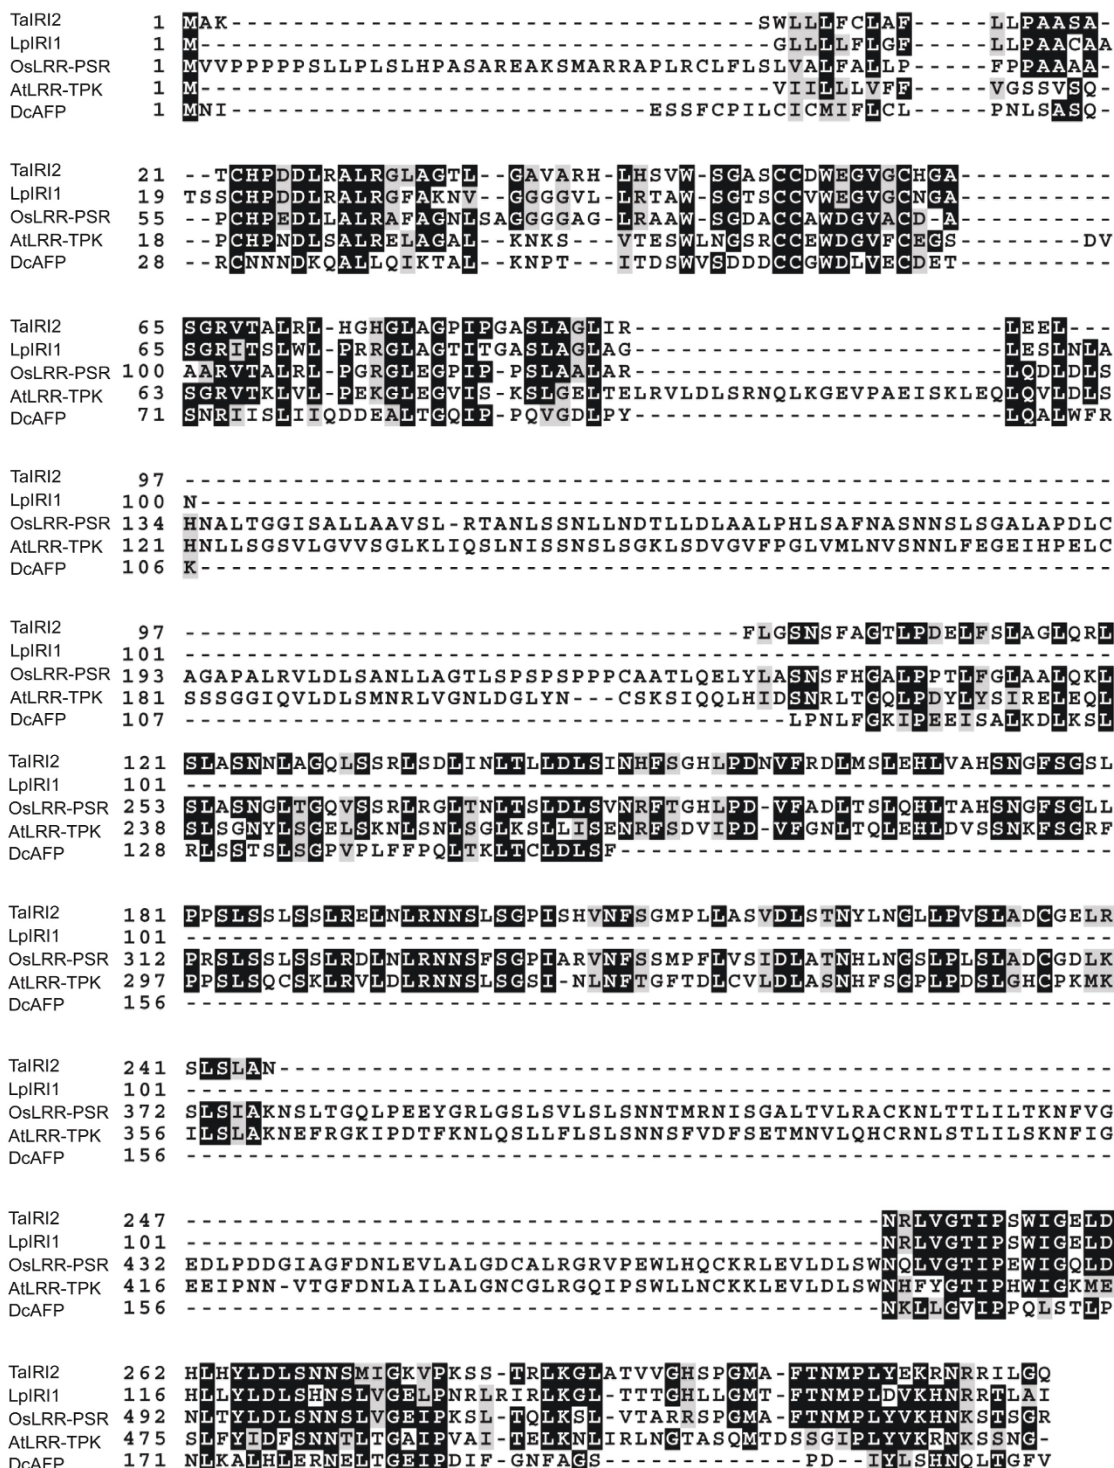 TaIRI2 1 MAK-----------------------------------SWLLLFCLAF-----LLPAASA-
LpIRI1 1 M------------------------------------GLLLLFLGF-----LLPAACAA
OsLRR-PSR 1 MVVPPPPPPSLLPLSLHPASAREAKSMARRAPLRCLFLSLVALFALLP-----FPPAAAA-
AtLRR-TPK 1 M------------------------------------VIILLLVFF-----VGSSVSQ-
DcAFP 1 MNI---------------------------ESSFCPILCICMIFLCL-----PNLSASQ-
TaIRI2 21 --TCHPDDLRALRGLAGTL--GAVARH-LHSVW-SGASCCDWEGVGCHGA----------
LpIRI1 19 TSSCHPDDLRALRGFAKNV--GGGGVL-LRTAW-SGTSCCVWEGVGCNGA----------
OsLRR-PSR 55 --PCHPEDLLALRAFAGNLSAGGGGAG-LRAAW-SGDACCAWDGVACD-A----------
AtLRR-TPK 18 --PCHPNDLSALRELAGAL--KNKS---VTESWLNGSRCCEWDGVFCEGS--------DV
DcAFP 28 --RCNNNDKQALLQIKTAL--KNPT---ITDSWVSDDDCCGWDLVECDET----------
TaIRI2 65 SGRVTALRL-HGHGLAGPIPGASLAGLIR------------------------LEEL---
LpIRI1 65 SGRITSLWL-PRRGLAGTITGASLAGLAG------------------------LESLNLA
OsLRR-PSR 100 AARVTALRL-PGRGLEGPIP-PSLAALAR------------------------LQDLDLS
AtLRR-TPK 63 SGRVTKLVL-PEKGLEGVIS-KSLGELTELRVLDLSRNQLKGEVPAEISKLEQLQVLDLS
DcAFP 71 SNRIISLIIQDDEALTGQIP-PQVGDLPY------------------------LQALWFR
TaIRI2 97 ------------------------------------------------------------
LpIRI1 100 N-----------------------------------------------------------
OsLRR-PSR 134 HNALTGGISALLAAVSL-RTANLSSNLLNDTLLDLAALPHLSAFNASNNSLSGALAPDLC
AtLRR-TPK 121 HNLLSGSVLGVVSGLKLIQSLNISSNSLSGKLSDVGVFPGLVMLNVSNNLFEGEIHPELC
DcAFP 106 K-----------------------------------------------------------
TaIRI2 97 ------------------------------------FLGSNSFAGTLPDELFSLAGLQRL
LpIRI1 101 ------------------------------------------------------------
OsLRR-PSR 193 AGAPALRVLDLSANLLAGTLSPSPSPPPCAATLQELYLASNSFHGALPPTLFGLAALQKL
AtLRR-TPK 181 SSSGGIQVLDLSMNRLVGNLDGLYN---CSKSIQQLHIDSNRLTGQLPDYLYSIRELEQL
DcAFP 107 ---------------------------------------LPNLFGKIPEEISALKDLKSL
TaIRI2 121 SLASNNLAGQLSSRLSDLINLTLLDLSINHFSGHLPDNVFRDLMSLEHLVAHSNGFSGSL
LpIRI1 101 ------------------------------------------------------------
OsLRR-PSR 253 SLASNGLTGQVSSRLRGLTNLTSLDLSVNRFTGHLPD-VFADLTSLQHLTAHSNGFSGLL
AtLRR-TPK 238 SLSGNYLSGELSKNLSNLSGLKSLLISENRFSDVIPD-VFGNLTQLEHLDVSSNKFSGRF
DcAFP 128 RLSSTSLSGPVPLFFPQLTKLTCLDLSF--------------------------------
TaIRI2 181 PPSLSSLSSLRELNLRNNSLSGPISHVNFSGMPLLASVDLSTNYLNGLLPVSLADCGELR
LpIRI1 101 ------------------------------------------------------------
OsLRR-PSR 312 PRSLSSLSSLRDLNLRNNSFSGPIARVNFSSMPFLVSIDLATNHLNGSLPLSLADCGDLK
AtLRR-TPK 297 PPSLSQCSKLRVLDLRNNSLSGSI-NLNFTGFTDLCVLDLASNHFSGPLPDSLGHCPKMK
DcAFP 156 ------------------------------------------------------------
TaIRI2 241 SLSLAN------------------------------------------------------
LpIRI1 101 ------------------------------------------------------------
OsLRR-PSR 372 SLSIAKNSLTGQLPEEYGRLGSLSVLSLSNNTMRNISGALTVLRACKNLTTLILTKNFVG
AtLRR-TPK 356 ILSLAKNEFRGKIPDTFKNLQSLLFLSLSNNSFVDFSETMNVLQHCRNLSTLILSKNFIG
DcAFP 156 ------------------------------------------------------------
TaIRI2 247 ---------------------------------------------NRLVGTIPSWIGELD
LpIRI1 101 ---------------------------------------------NRLVGTIPSWIGELD
OsLRR-PSR 432 EDLPDDGIAGFDNLEVLALGDCALRGRVPEWLHQCKRLEVLDLSWNQLVGTIPEWIGQLD
AtLRR-TPK 416 EEIPNN-VTGFDNLAILALGNCGLRGQIPSWLLNCKKLEVLDLSWNHFYGTIPHWIGKME
DcAFP 156 ---------------------------------------------NKLLGVIPPQLSTLP
TaIRI2 262 HLHYLDLSNNSMIGKVPKSS-TRLKGLATVVGHSPGMA-FTNMPLYEKRNRRILGQ
LpIRI1 116 HLLYLDLSHNSLVGELPNRLRIRLKGL-TTTGHLLGMT-FTNMPLDVKHNRRTLAI
OsLRR-PSR 492 NLTYLDLSNNSLVGEIPKSL-TQLKSL-VTARRSPGMA-FTNMPLYVKHNKSTSGR
AtLRR-TPK 475 SLFYIDFSNNTLTGAIPVAI-TELKNLIRLNGTASQMTDSSGIPLYVKRNKSSNG-
DcAFP 171 NLKALHLERNELTGEIPDIF-GNFAGS-----------PD--IYLSHNQLTGFV